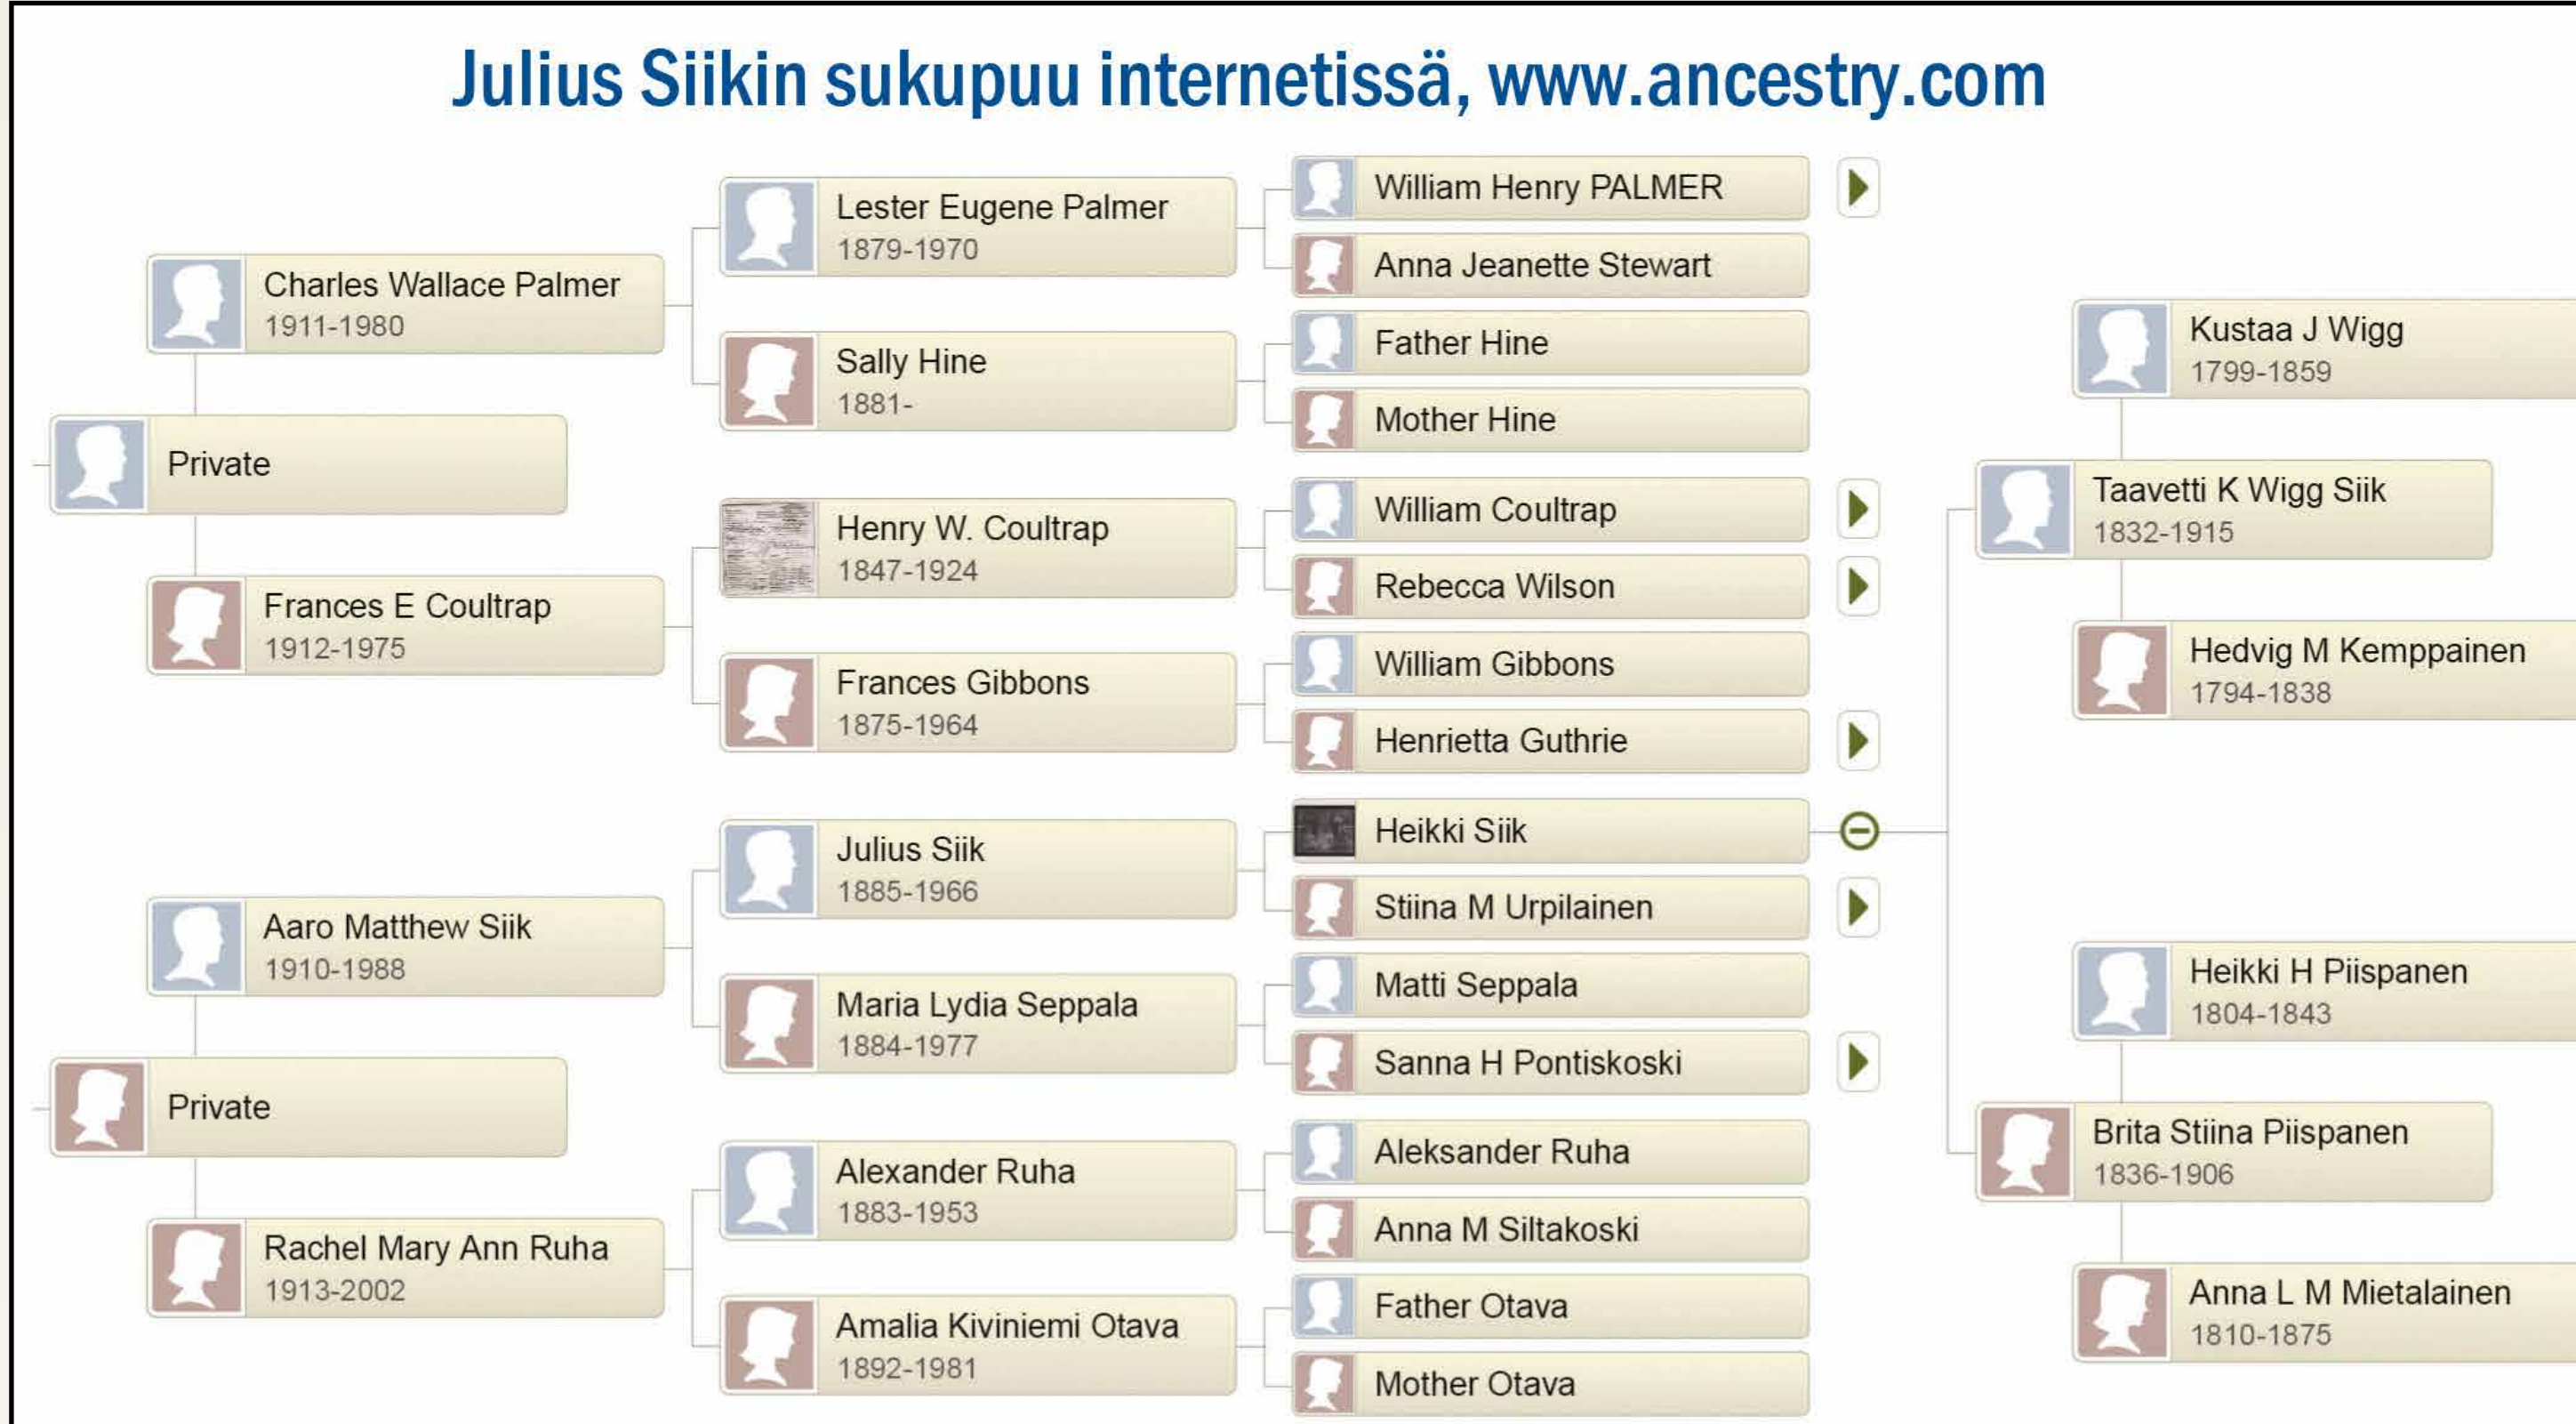 Julius Siikin sukupuu internetissä, www.ancestry.com
Charles Wallace Palmer
1911-1980
Private
Frances E Coultrap
1912-1975
Aaro Matthew Siik
1910-1988
Private
Rachel Mary Ann Ruha
1913-2002
Lester Eugene Palmer
1879-1970
Sally Hine
1881-
Henry W. Coultrap
1847-1924
Frances Gibbons
1875-1964
Julius Siik
1885-1966
Maria Lydia Seppala
1884-1977
Alexander Ruha
1883-1953
Amalia Kiviniemi Otava
1892-1981
William Henry PALMER
Anna Jeanette Stewart
Father Hine
Mother Hine
William Coultrap
Rebecca Wilson
William Gibbons
Henrietta Guthrie
Heikki Siik
Stiina M Urpilainen
Matti Seppala
Sanna H Pontiskoski
Aleksander Ruha
Anna M Siltakoski
Father Otava
Mother Otava
Kustaa J Wigg
1799-1859
Taavetti K Wigg Siik
1832-1915
Hedvig M Kemppainen
1794-1838
Heikki H Piispanen
1804-1843
Brita Stiina Piispanen
1836-1906
Anna L M Mietalainen
1810-1875